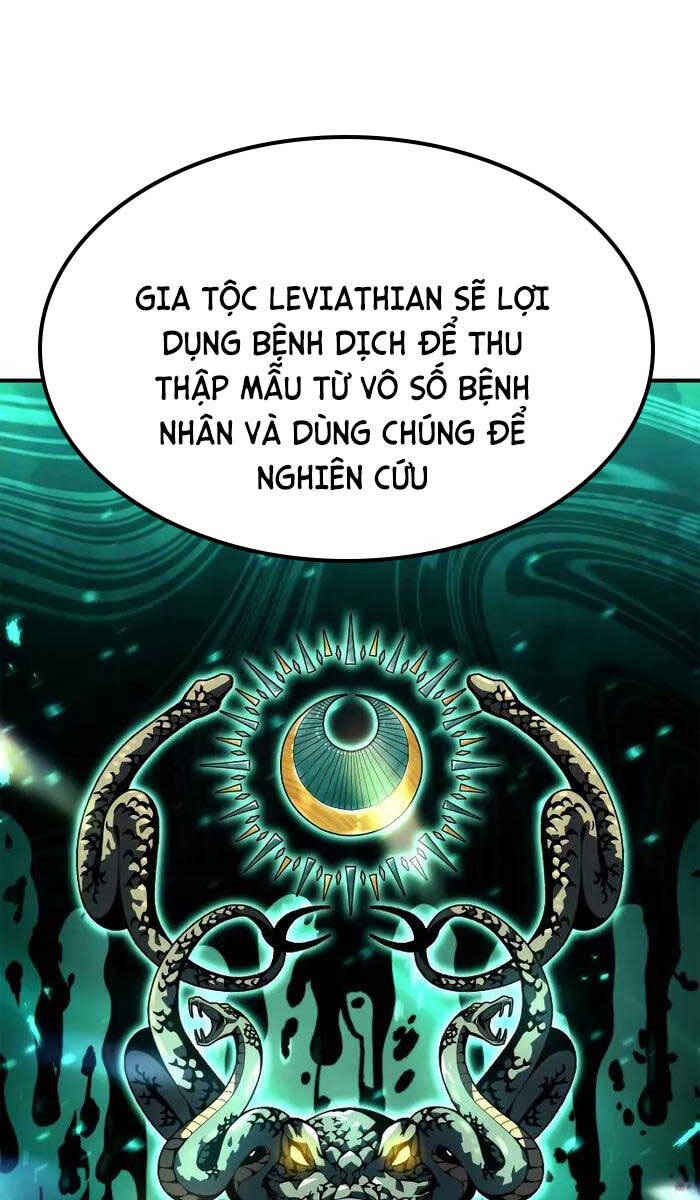 GIA TỘC LEVIATHIAN SẼ LỢI
DỤNG BỆNH DỊCH ĐỂ THU
THẬP MẪU TỪ VÔ SỐ BỆNH
NHÂN VÀ DÙNG CHÚNG ĐỂ
NGHIÊN CỨU